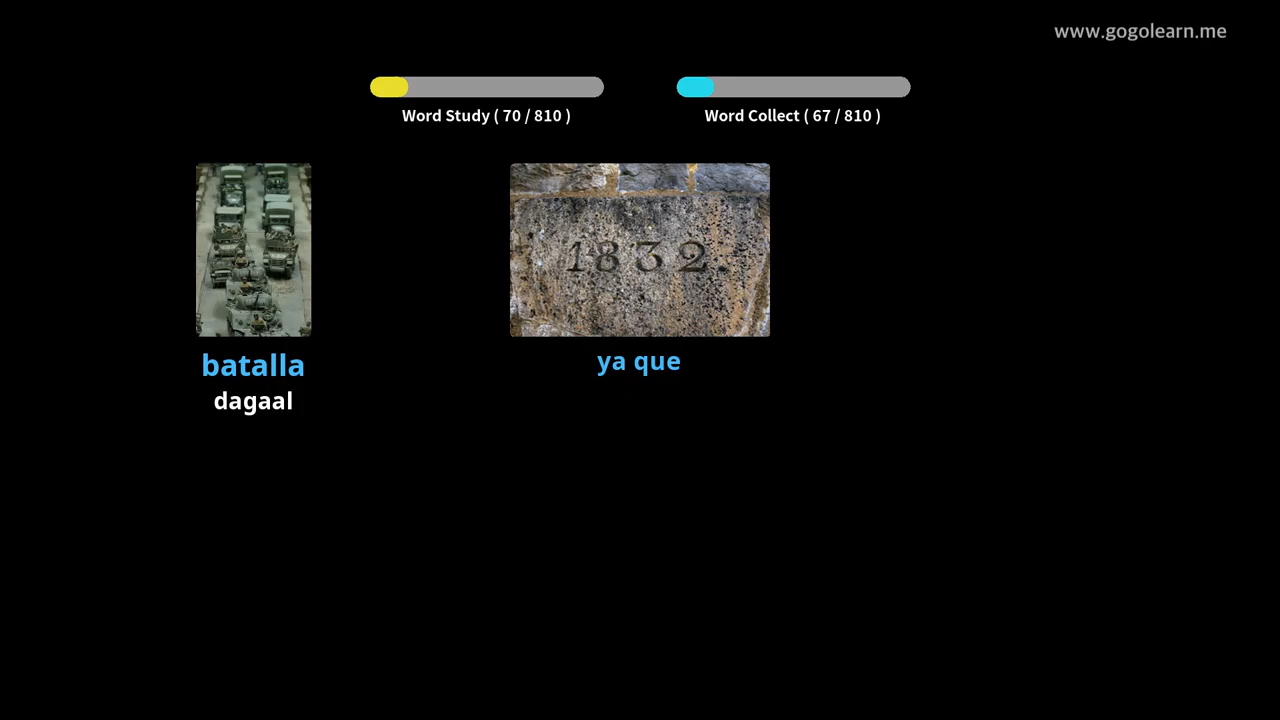 www.gogolearn.me
Word Study ( 70 / 810 )
Word Collect ( 67 / 810 )
1832.
batalla
dagaal
ya que